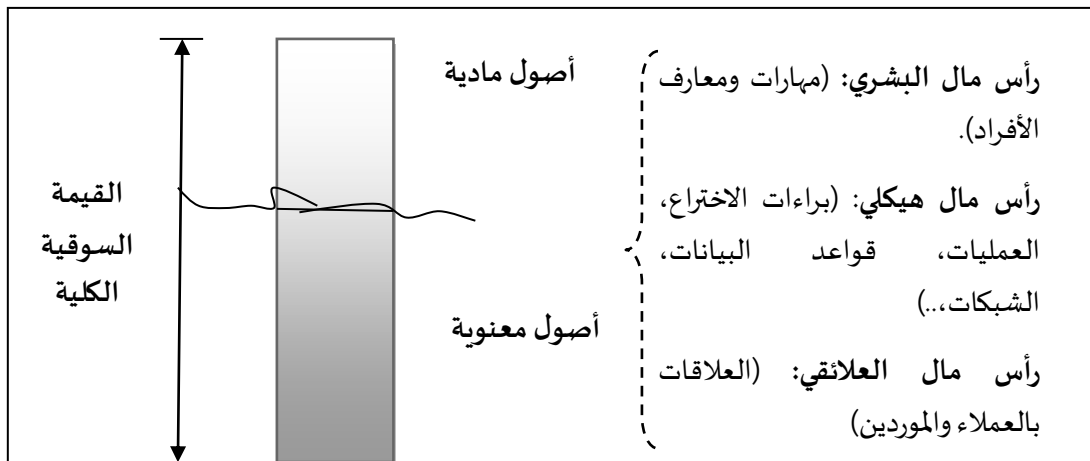 رأس مال البشري: (مهارات ومعارف
الأفراد).
رأس مال هيكلي: (براءات الاختراع،
العمليات، قواعد البيانات،
الشبكات،..)
رأس مال العلائقي: (العلاقات
بالعملاء والموردين)
أصول مادية
أصول معنوية
القيمة
السوقية
الكلية